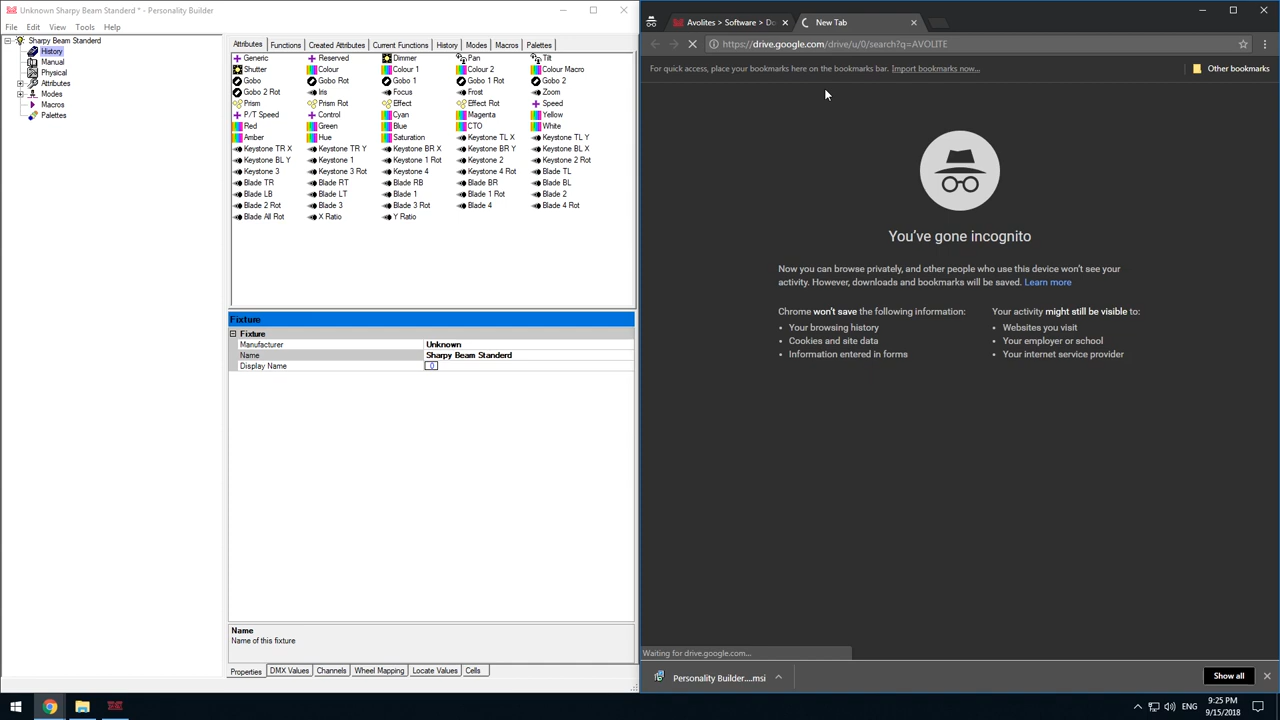 Unknown Sharpy Beam Standerd * - Personality Builder
File Edit View Tools Help
Sharpy Beam Standerd
History
Manual
Physical
Attributes
Modes
Macros
Palettes
Attributes Functions Created Attributes Current Functions History Modes Macros Palettes
Generic Reserved Dimmer Pan Tilt
Shutter Colour Colour 1 Colour 2 Colour Macro
Gobo Gobo Rot Gobo 1 Gobo 1 Rot Gobo 2
Gobo 2 Rot Iris Focus Frost Zoom
Prism Prism Rot Effect Effect Rot Speed
P/T Speed Control Cyan Magenta Yellow
Red Green Blue CTO White
Amber Hue Saturation Keystone TL X Keystone TL Y
Keystone TR X Keystone TR Y Keystone BR X Keystone BR Y Keystone BL X
Keystone BL Y Keystone 1 Keystone 1 Rot Keystone 2 Keystone 2 Rot
Keystone 3 Keystone 3 Rot Keystone 4 Keystone 4 Rot Blade TL
Blade TR Blade RT Blade RB Blade BR Blade BL
Blade LB Blade LT Blade 1 Blade 1 Rot Blade 2
Blade 2 Rot Blade 3 Blade 3 Rot Blade 4 Blade 4 Rot
Blade All Rot X Ratio Y Ratio
Fixture
Fixture
Manufacturer Unknown
Name Sharpy Beam Standerd
Display Name 0
Name
Name of this fixture
Properties DMX Values Channels Wheel Mapping Locate Values Cells
Avolites > Software > Do New Tab
https://drive.google.com/drive/u/0/search?q=AVOLITE
For quick access, place your bookmarks here on the bookmarks bar. Import bookmarks now... Other Bookmarks
You've gone incognito
Now you can browse privately, and other people who use this device won't see your
activity. However, downloads and bookmarks will be saved. Learn more
Chrome won't save the following information:
• Your browsing history
• Cookies and site data
• Information entered in forms
Your activity might still be visible to:
• Websites you visit
• Your employer or school
• Your internet service provider
Waiting for drive.google.com...
Personality Builder....msi Show all
ENG 9:25 PM
9/15/2018